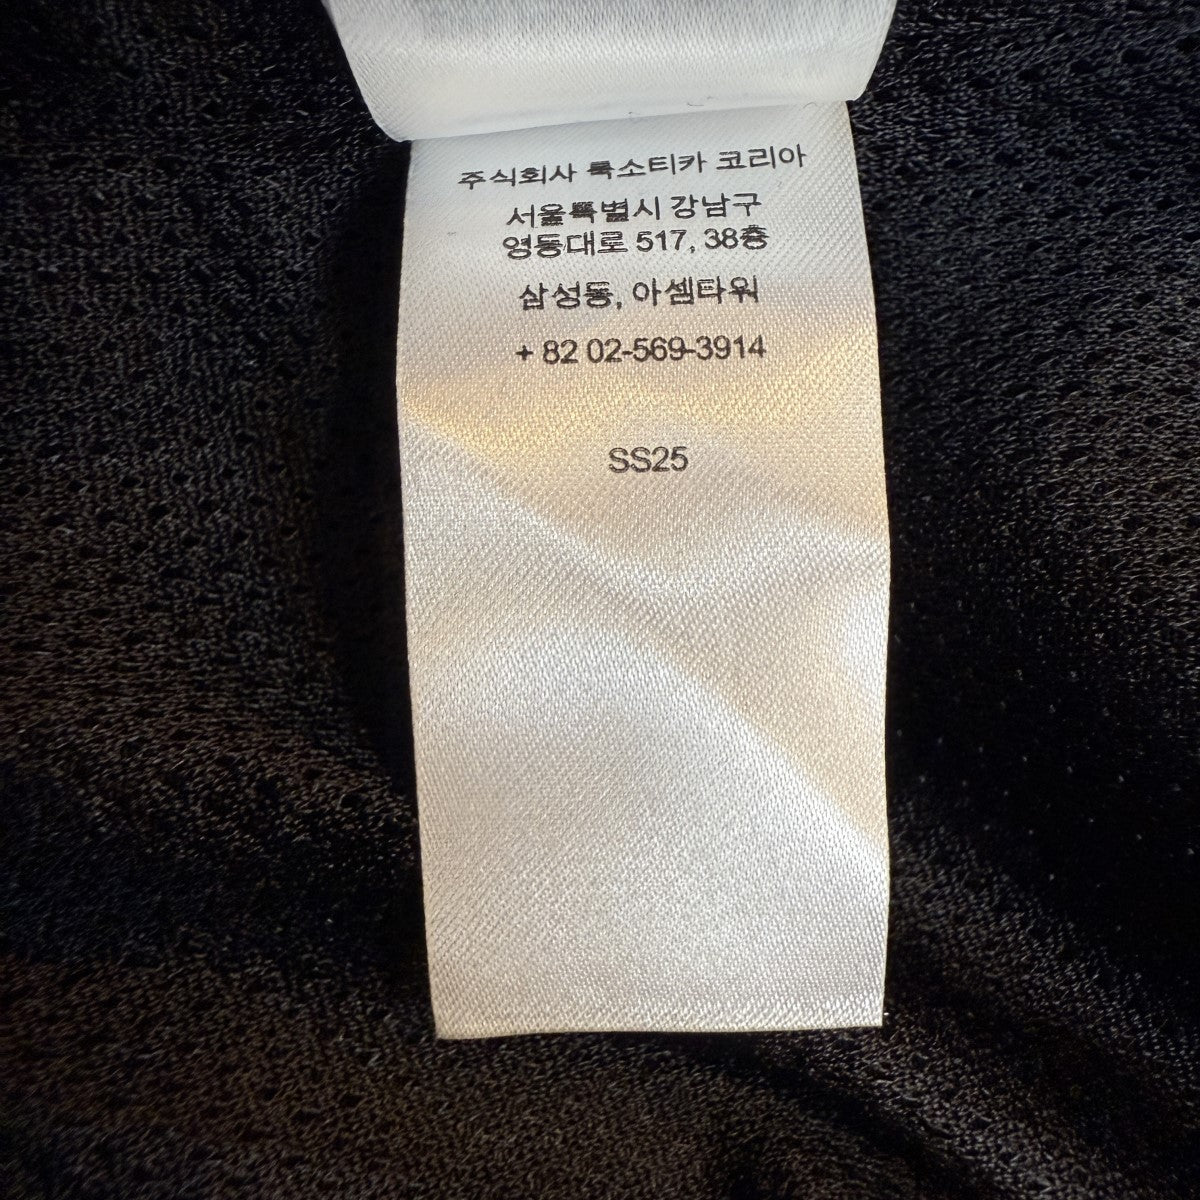 주식회사 룩소티카 코리아
서울특별시 강남구
영동대로 517, 38층
삼성동, 아셈타워
+ 82 02-569-3914
SS25